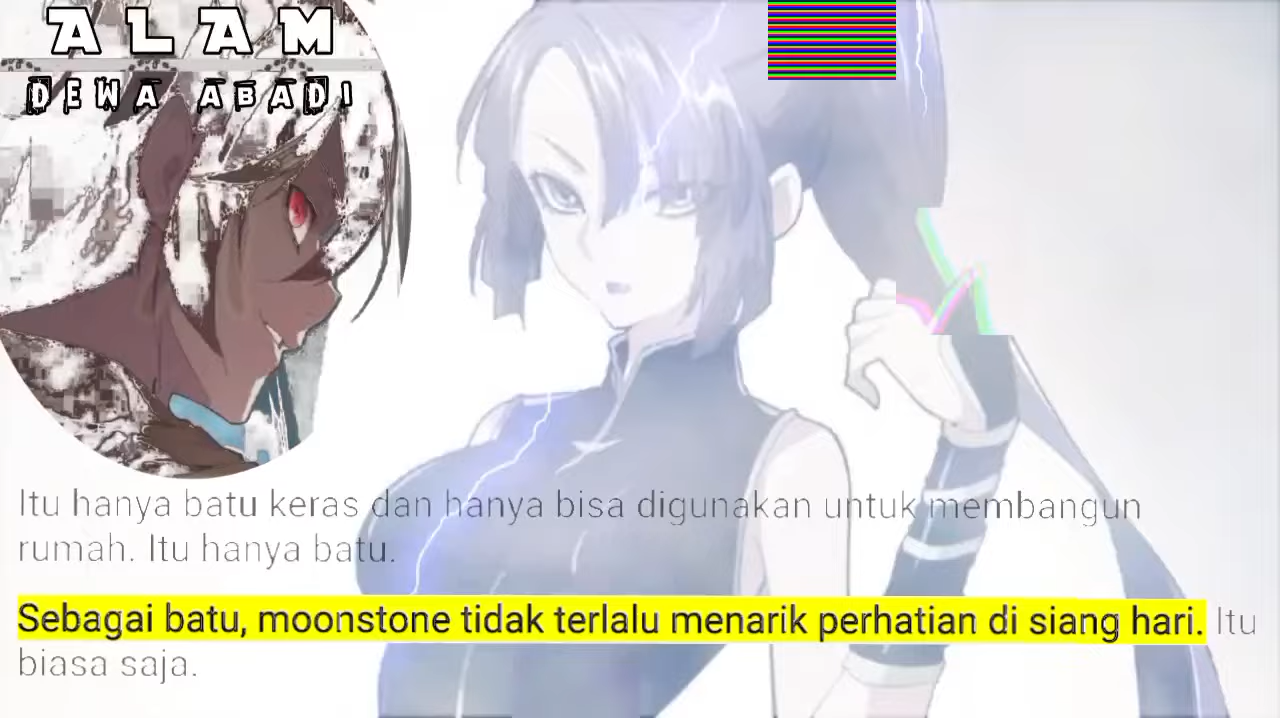 ALAM
DEWA ABADI
Itu hanya batu keras dan hanya bisa digunakan untuk membangun
rumah. Itu hanya batu.
Sebagai batu, moonstone tidak terlalu menarik perhatian di siang hari. Itu
biasa saja.